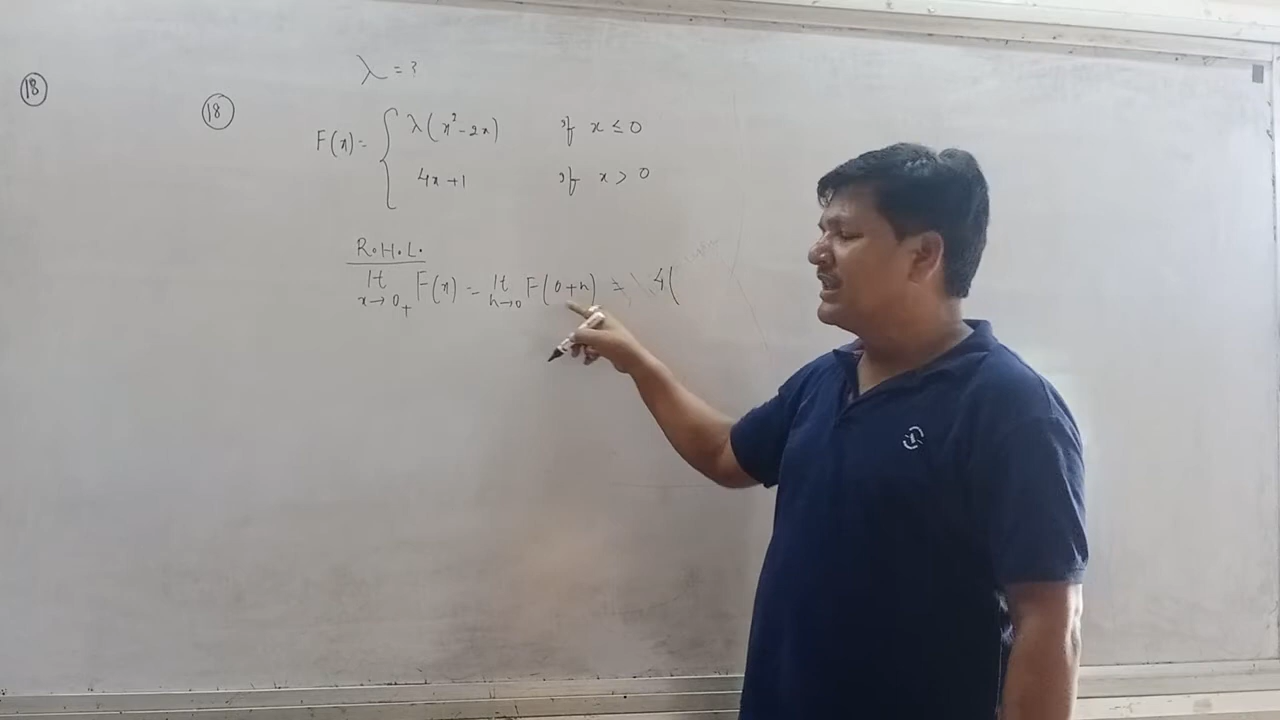 λ = ?
18
18
F(x) = { λ(x² - 2x) if x ≤ 0
4x + 1 if x > 0
R.H.L.
lt x→0+ F(x) = lt h→0 F(0+h) = 4(